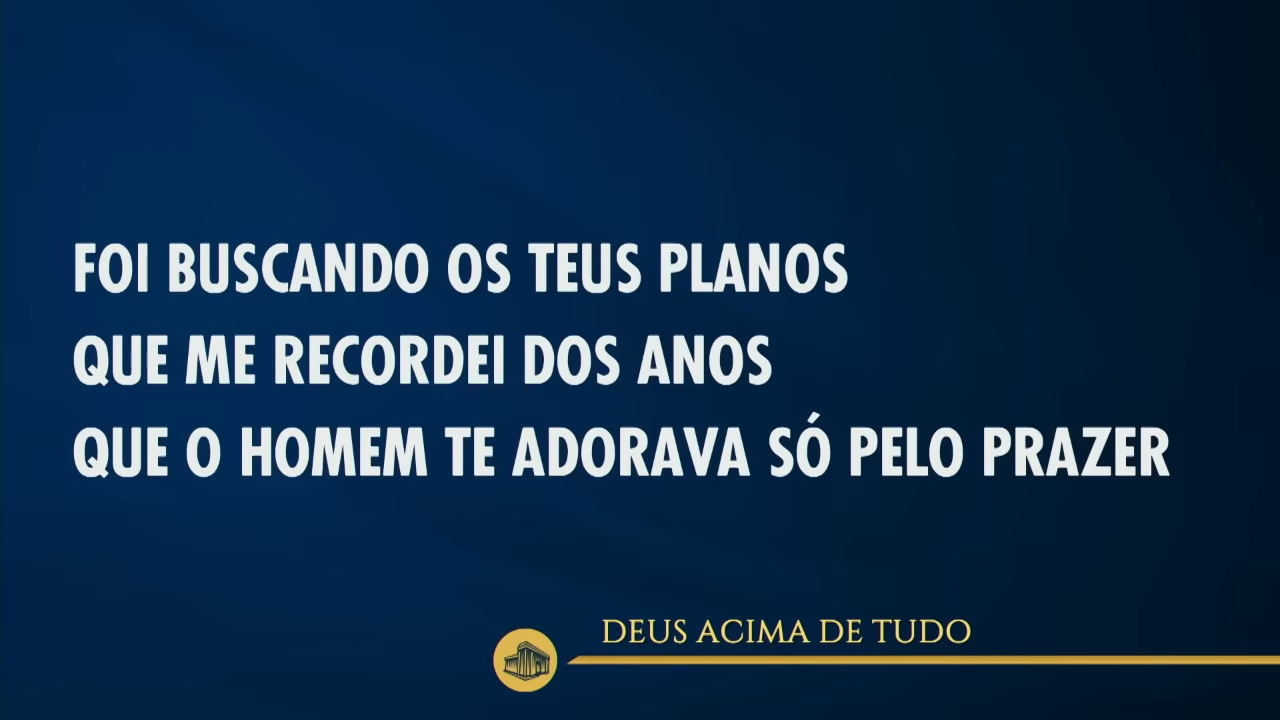 FOI BUSCANDO OS TEUS PLANOS
QUE ME RECORDEI DOS ANOS
QUE O HOMEM TE ADORAVA SÓ PELO PRAZER
DEUS ACIMA DE TUDO